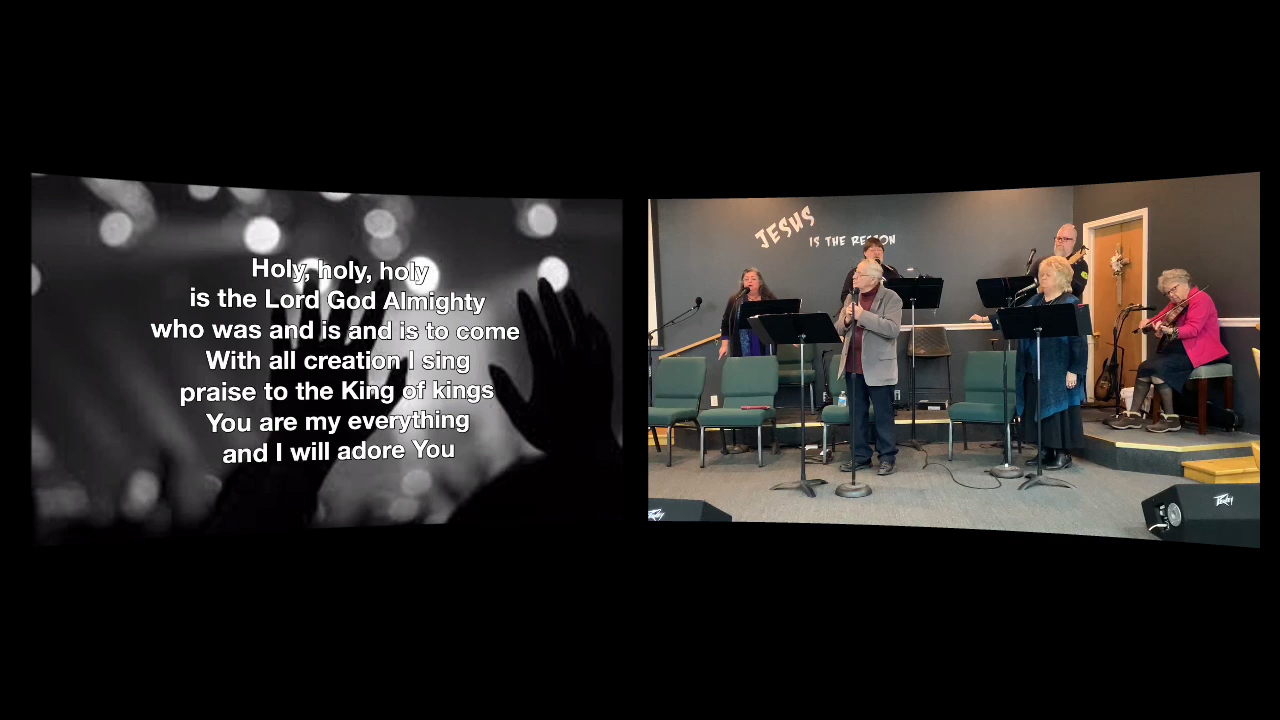 Holy, holy, holy
is the Lord God Almighty
who was and is and is to come
With all creation I sing
praise to the King of kings
You are my everything
and I will adore You
JESUS
IS THE REASON
Peavey
Peavey